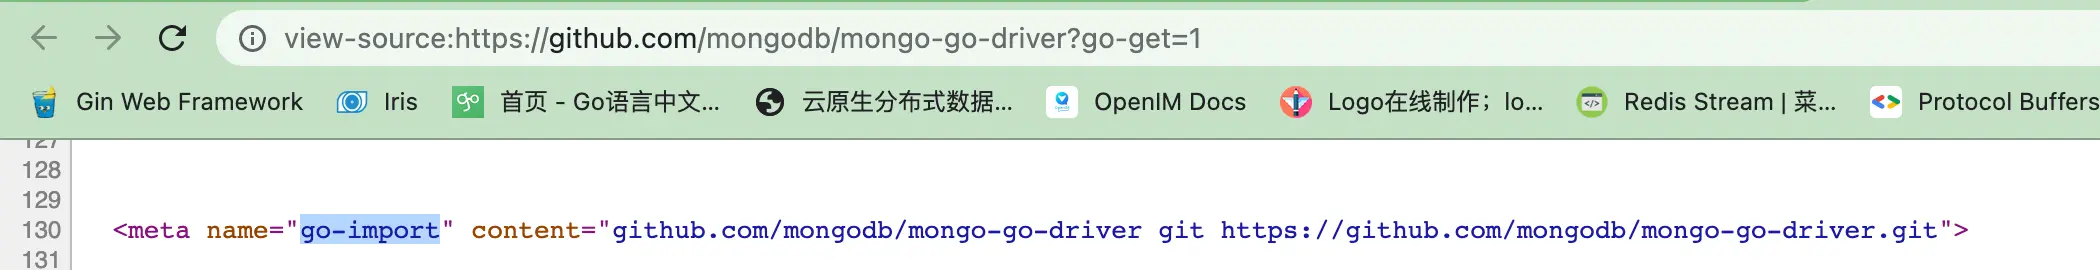 view-source:https://github.com/mongodb/mongo-go-driver?go-get=1
Gin Web Framework Iris 首页 - Go语言中文... 云原生分布式数据... OpenIM Docs Logo在线制作；lo... Redis Stream | 菜... Protocol Buffers
127
128
129
130 <meta name="go-import" content="github.com/mongodb/mongo-go-driver git https://github.com/mongodb/mongo-go-driver.git">
131